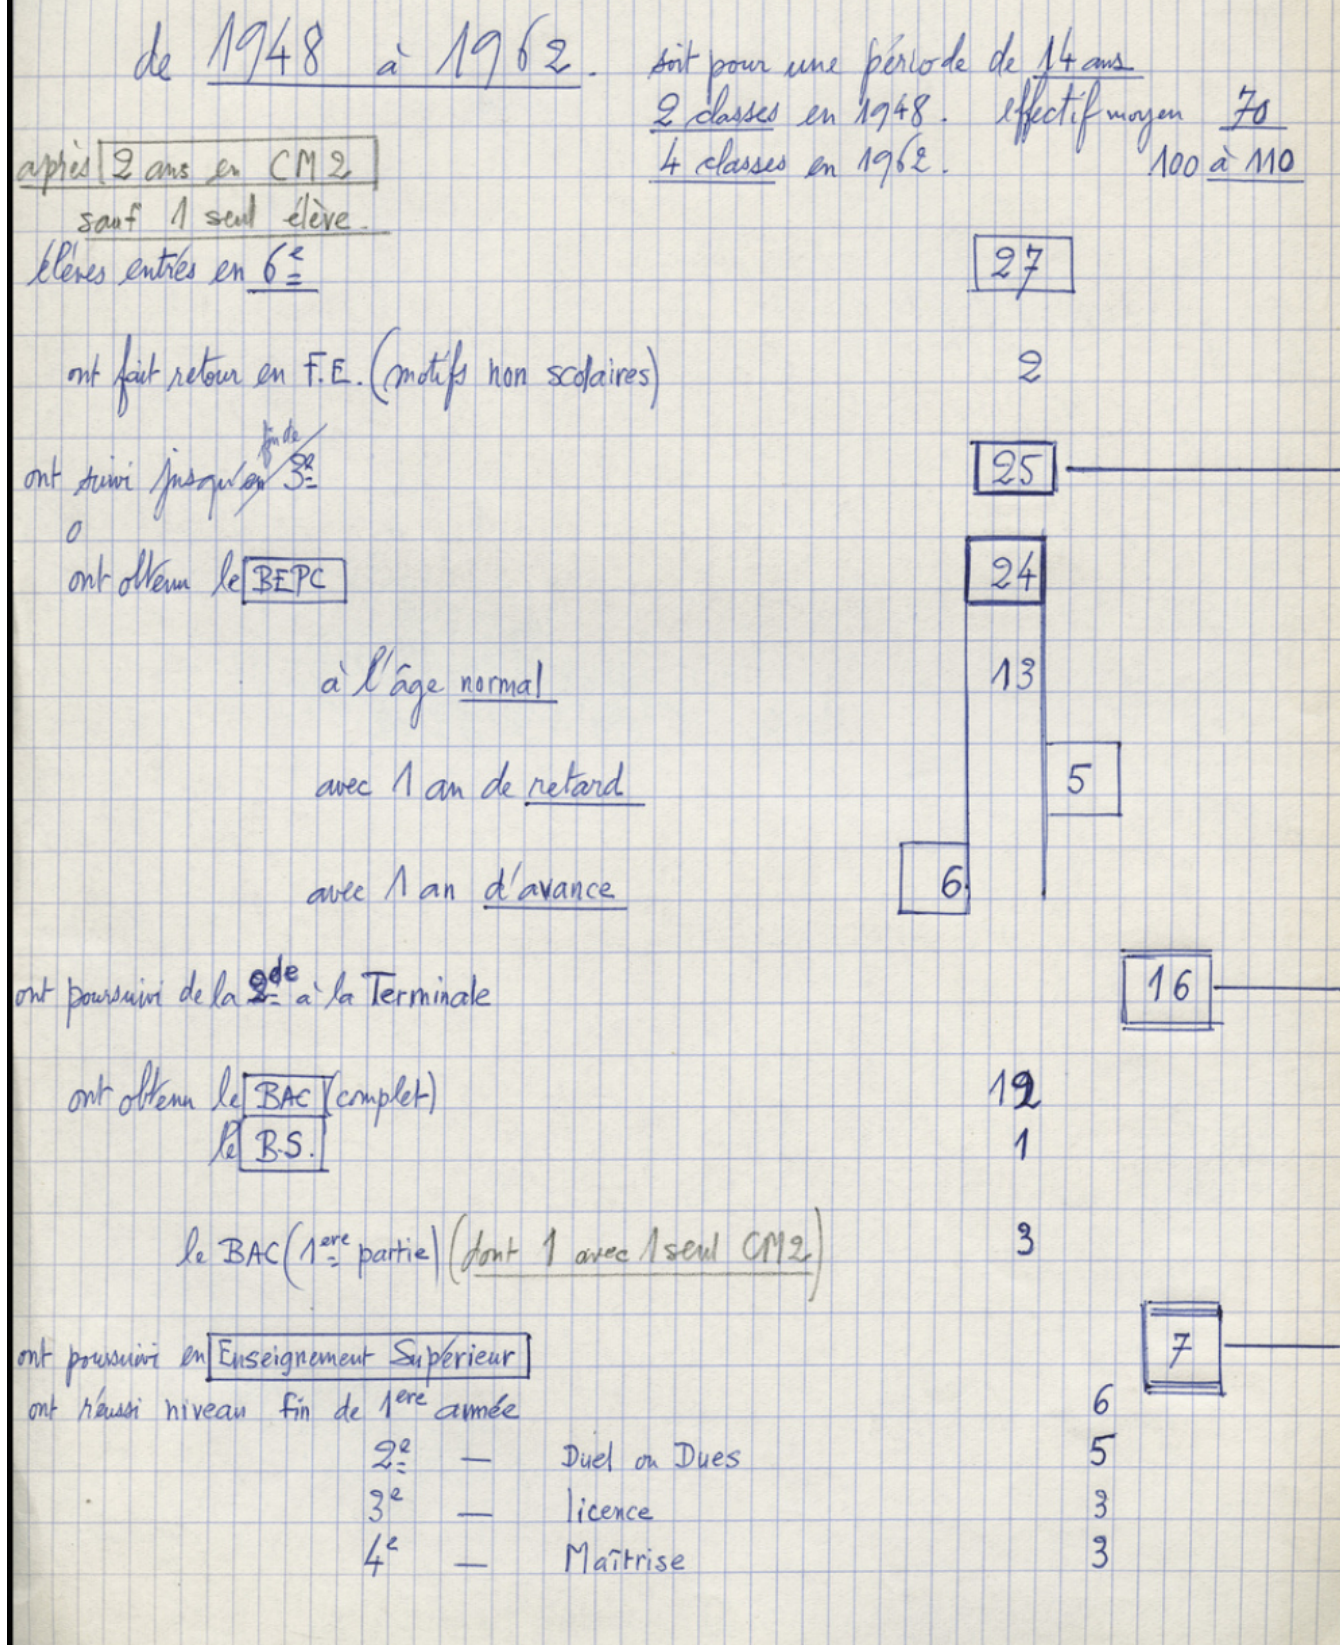 de 1948 à 1962. soit pour une période de 14 ans
2 classes en 1948. effectif moyen 70
4 classes en 1962. 100 à 110
après 2 ans en CM2
sauf 1 seul élève.
élèves entrés en 6e 27
ont fait retour en F.E. (motifs non scolaires) 2
fin de
ont suivi jusqu'en 3e 25
ont obtenu le BEPC 24
à l'âge normal 13
avec 1 an de retard 5
avec 1 an d'avance 6
ont poursuivi de la 2de à la Terminale 16
ont obtenu le BAC (complet) 12
le B.S. 1
le BAC (1ere partie) (dont 1 avec 1 seul CM2) 3
ont poursuivi en Enseignement Supérieur 7
ont réussi niveau fin de 1ere année 6
2e — Duel ou Dues 5
3e — licence 3
4e — Maîtrise 3